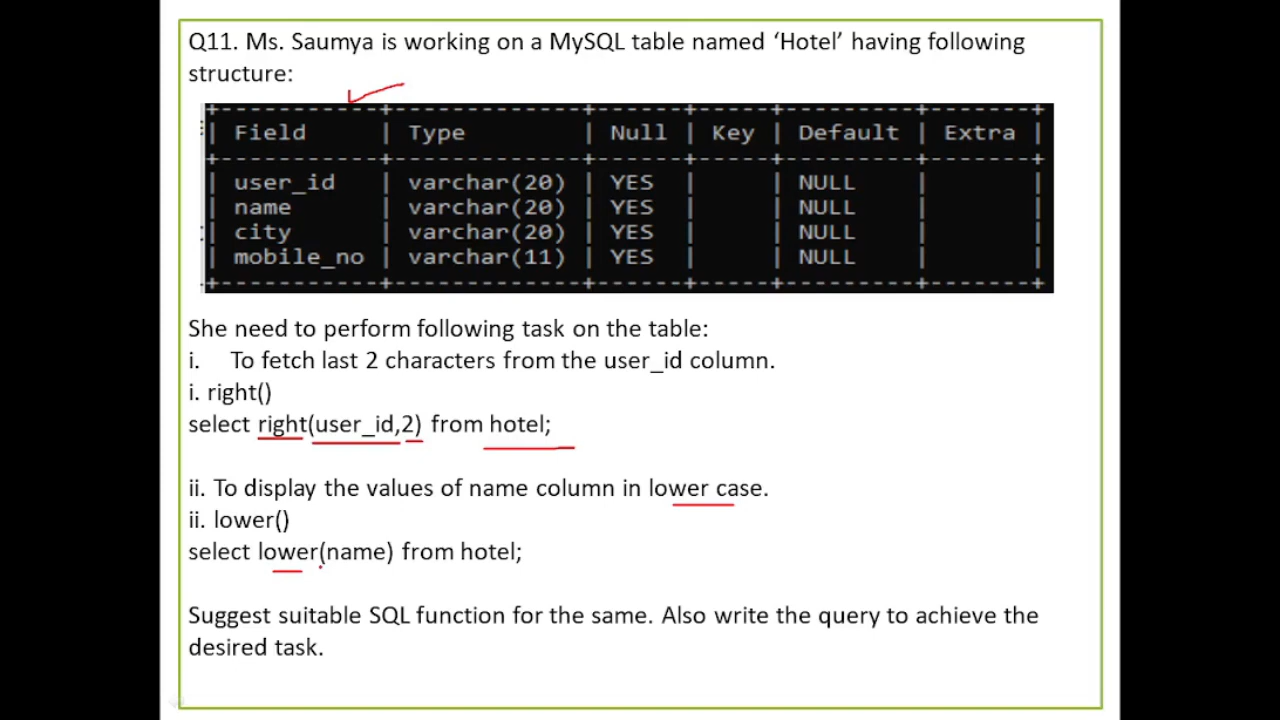 Q11. Ms. Saumya is working on a MySQL table named ‘Hotel’ having following
structure:
+-----------+-------------+------+-----+---------+-------+
| Field | Type | Null | Key | Default | Extra |
+-----------+-------------+------+-----+---------+-------+
| user_id | varchar(20) | YES | | NULL | |
| name | varchar(20) | YES | | NULL | |
| city | varchar(20) | YES | | NULL | |
| mobile_no | varchar(11) | YES | | NULL | |
+-----------+-------------+------+-----+---------+-------+
She need to perform following task on the table:
i. To fetch last 2 characters from the user_id column.
i. right()
select right(user_id,2) from hotel;
ii. To display the values of name column in lower case.
ii. lower()
select lower(name) from hotel;
Suggest suitable SQL function for the same. Also write the query to achieve the
desired task.